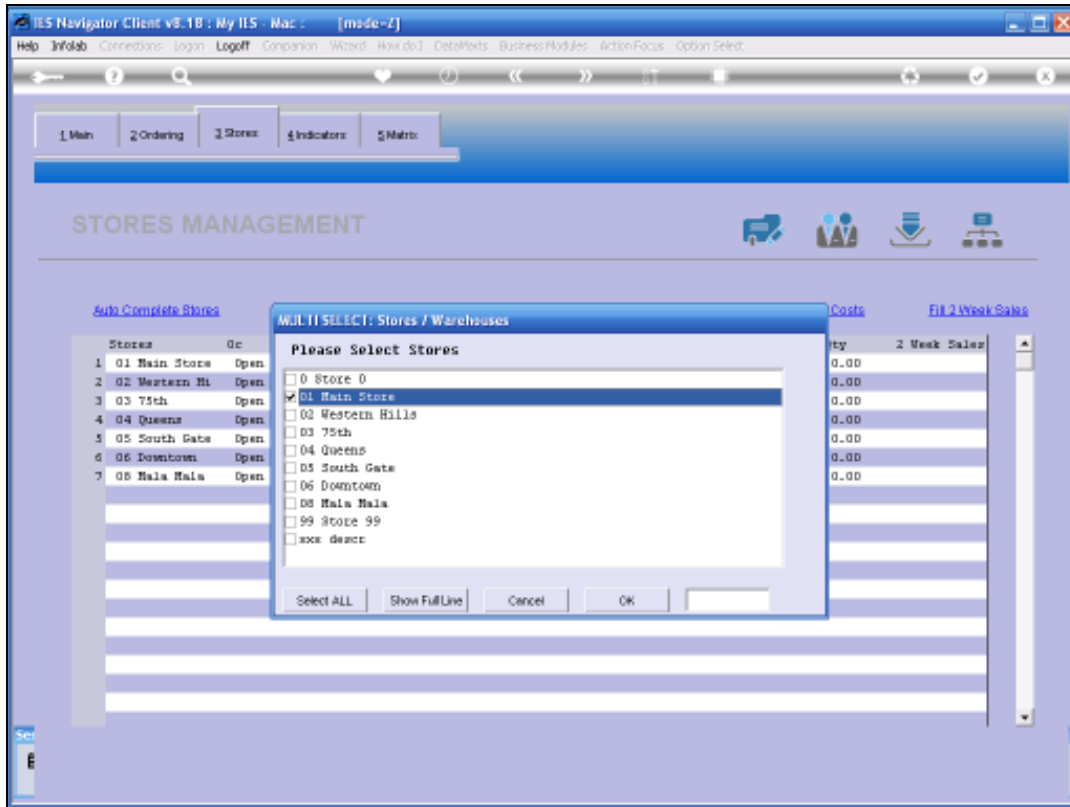 IES Navigator Client v8.1B : My IES - Mac : [mode=Z]
Help Infolab Connections Logon Logoff Companion Wizard How do I DataAlerts Business Modules Action Focus Option Select
1 Main 2 Ordering 3 Stores 4 Indicators 5 Matrix
STORES MANAGEMENT
Auto Complete Stores Costs Fill 2 Week Sales
MULTI SELECT: Stores / Warehouses
Please Select Stores
Stores Oc ty 2 Week Sales
1 01 Main Store Open 0.00
2 02 Western Hi Open 0.00
3 03 75th Open 0.00
4 04 Queens Open 0.00
5 05 South Gate Open 0.00
6 06 Downtown Open 0.00
7 08 Mala Mala Open 0.00
0 Store 0
01 Main Store
02 Western Hills
03 75th
04 Queens
05 South Gate
06 Downtown
08 Mala Mala
99 Store 99
xxx descr
Select ALL Show Full Line Cancel OK
Ser